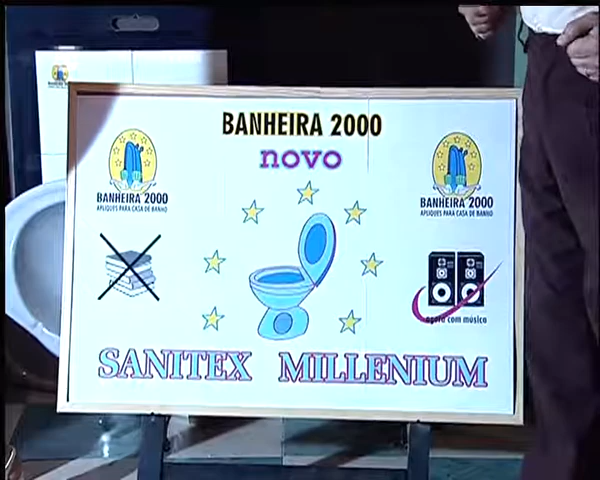 BANHEIRA 2000
novo
BANHEIRA 2000
APLIQUES PARA CASA DE BANHO
BANHEIRA 2000
APLIQUES PARA CASA DE BANHO
agora com música
SANITEX MILLENIUM